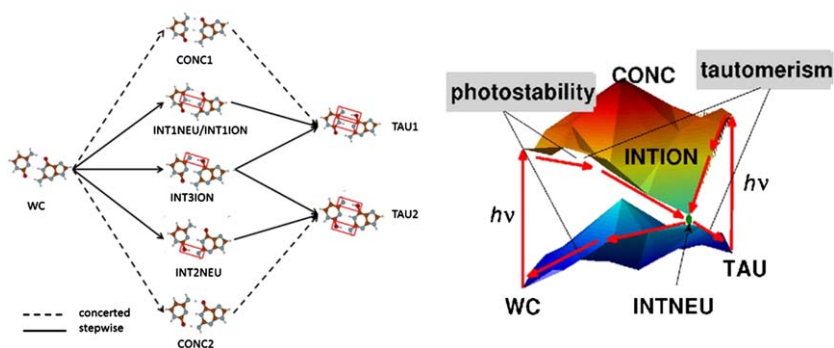 CONC1
INT1NEU/INT1ION
TAU1
WC
INT3ION
TAU2
INT2NEU
CONC2
concerted
stepwise
CONC
tautomerism
photostability
INTION
hν
hν
TAU
WC
INTNEU